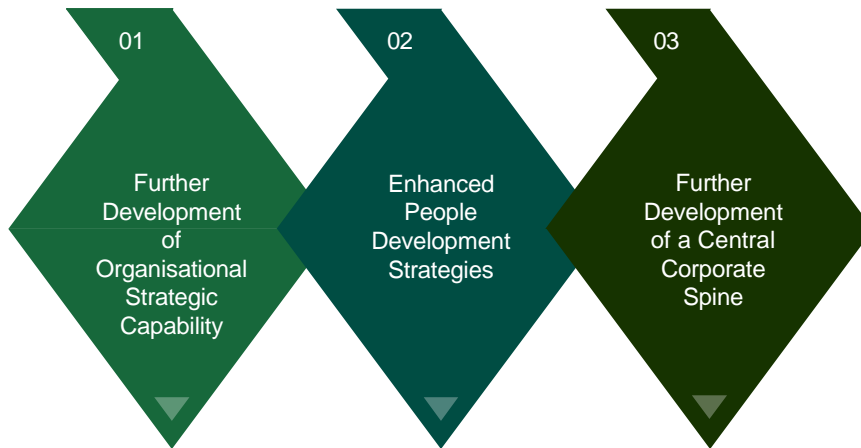 01
Further
Development
of
Organisational
Strategic
Capability
02
Enhanced
People
Development
Strategies
03
Further
Development
of a Central
Corporate
Spine